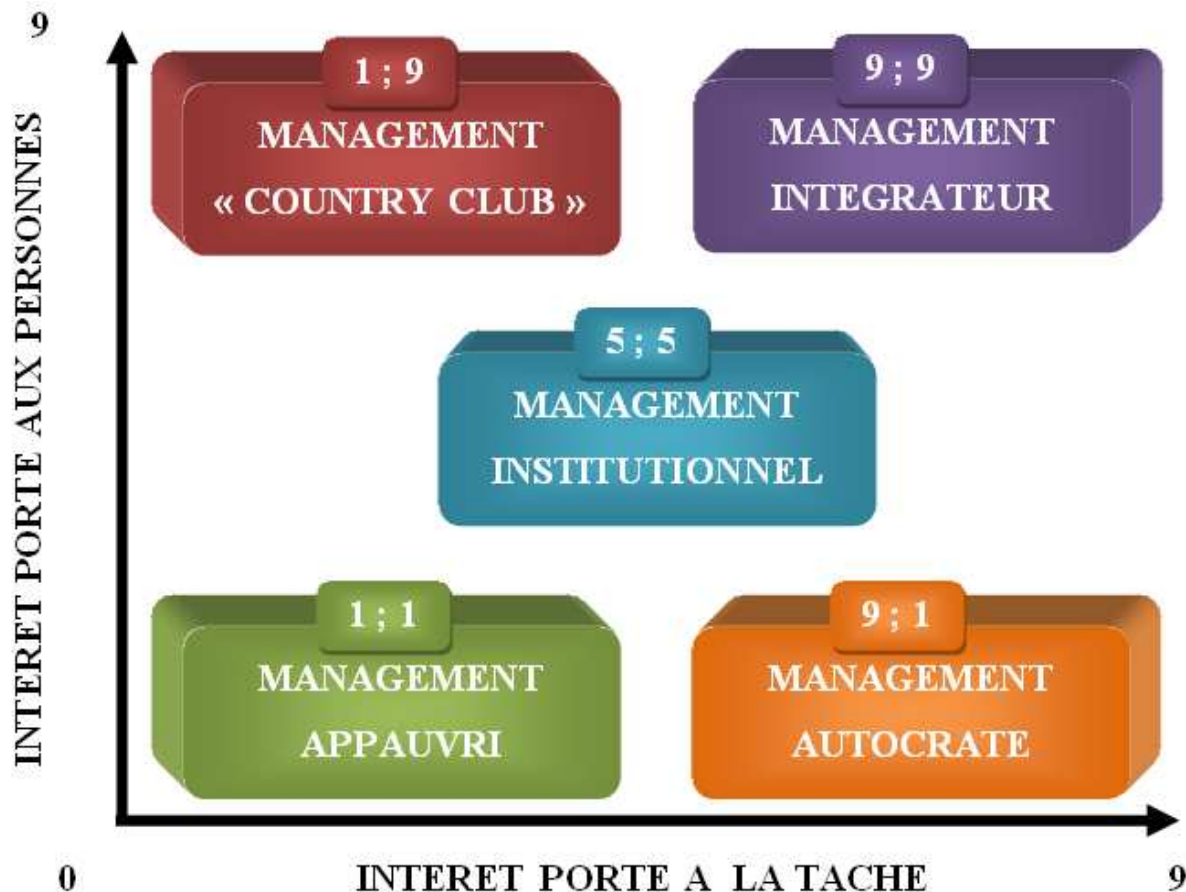 9
INTERET PORTE AUX PERSONNES
1 ; 9
MANAGEMENT
« COUNTRY CLUB »
9 ; 9
MANAGEMENT
INTEGRATEUR
5 ; 5
MANAGEMENT
INSTITUTIONNEL
1 ; 1
MANAGEMENT
APPAUVRI
9 ; 1
MANAGEMENT
AUTOCRATE
0
INTERET PORTE A LA TACHE
9